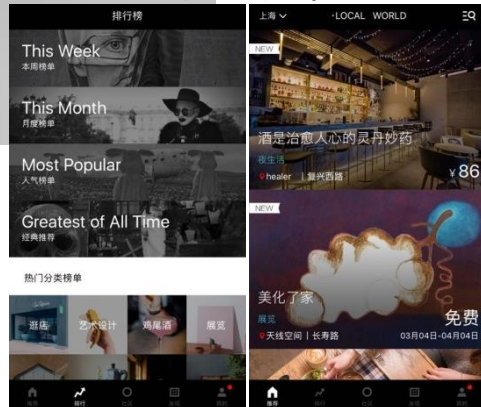 排行榜
This Week
本周榜单
This Month
月度榜单
Most Popular
人气榜单
Greatest of All Time
经典推荐
热门分类榜单
逛店
艺术设计
鸡尾酒
展览
排行
上海
·LOCAL WORLD
NEW
酒是治愈人心的灵丹妙药
夜生活
healer | 复兴西路
¥86
NEW
美化了家
展览
免费
天线空间 | 长寿路
03月04日-04月04日
推荐